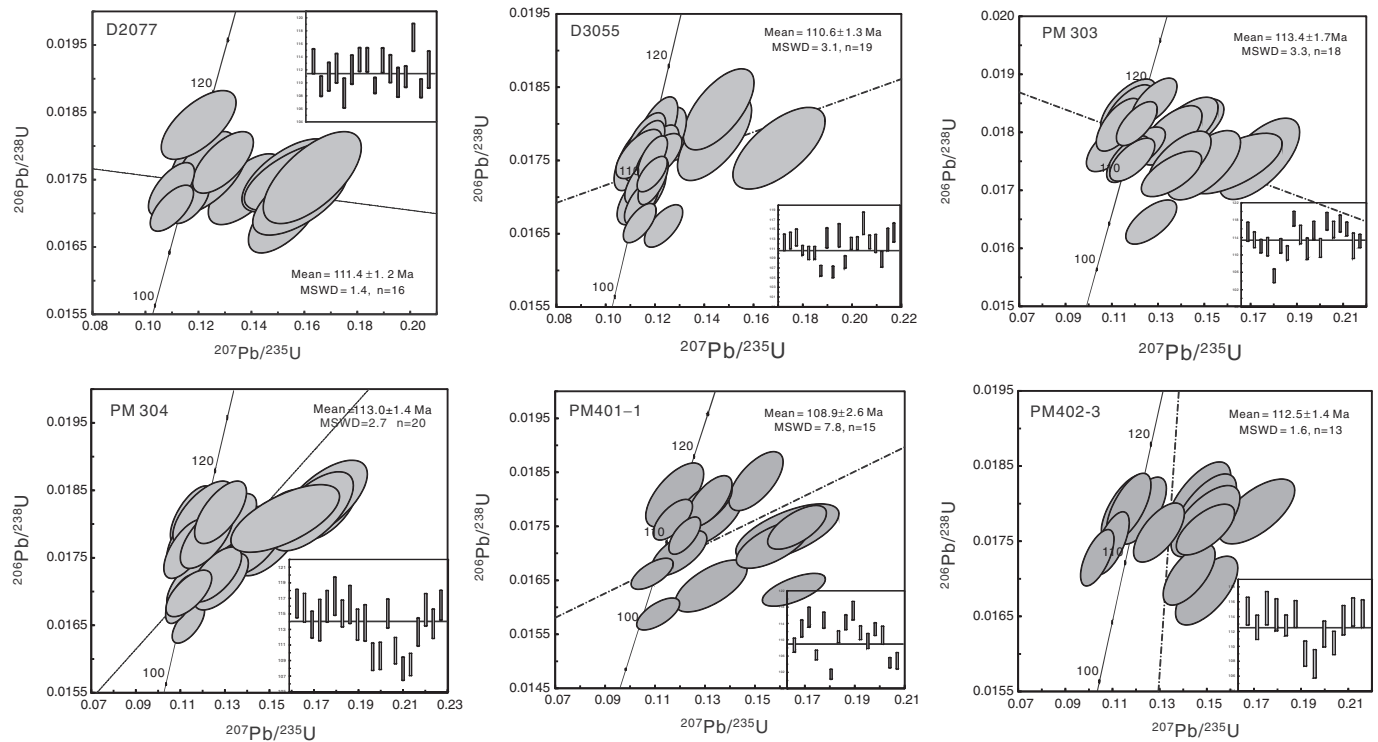 D2077
0.0195
0.0185
0.0175
0.0165
0.0155
206Pb/238U
120
100
Mean = 111.4 ± 1. 2 Ma
MSWD = 1.4, n=16
0.08 0.10 0.12 0.14 0.16 0.18 0.20
207Pb/235U
D3055
Mean = 110.6±1.3 Ma
MSWD = 3.1, n=19
0.0195
0.0185
0.0175
0.0165
0.0155
206Pb/238U
120
110
100
0.08 0.10 0.12 0.14 0.16 0.18 0.20 0.22
207Pb/235U
PM 303
Mean = 113.4±1.7Ma
MSWD = 3.3, n=18
0.020
0.019
0.018
0.017
0.016
0.015
206Pb/238U
120
110
100
0.07 0.09 0.11 0.13 0.15 0.17 0.19 0.21
207Pb/235U
PM 304
Mean=113.0±1.4 Ma
MSWD=2.7 n=20
0.0195
0.0185
0.0175
0.0165
0.0155
206Pb/238U
120
100
0.07 0.09 0.11 0.13 0.15 0.17 0.19 0.21 0.23
207Pb/235U
PM401–1
Mean = 108.9±2.6 Ma
MSWD = 7.8, n=15
0.0195
0.0185
0.0175
0.0165
0.0155
0.0145
206Pb/238U
120
110
100
0.07 0.09 0.11 0.13 0.15 0.17 0.19 0.21
207Pb/235U
PM402-3
Mean = 112.5±1.4 Ma
MSWD = 1.6, n=13
0.0195
0.0185
0.0175
0.0165
0.0155
206Pb/238U
120
110
100
0.07 0.09 0.11 0.13 0.15 0.17 0.19 0.21
207Pb/235U